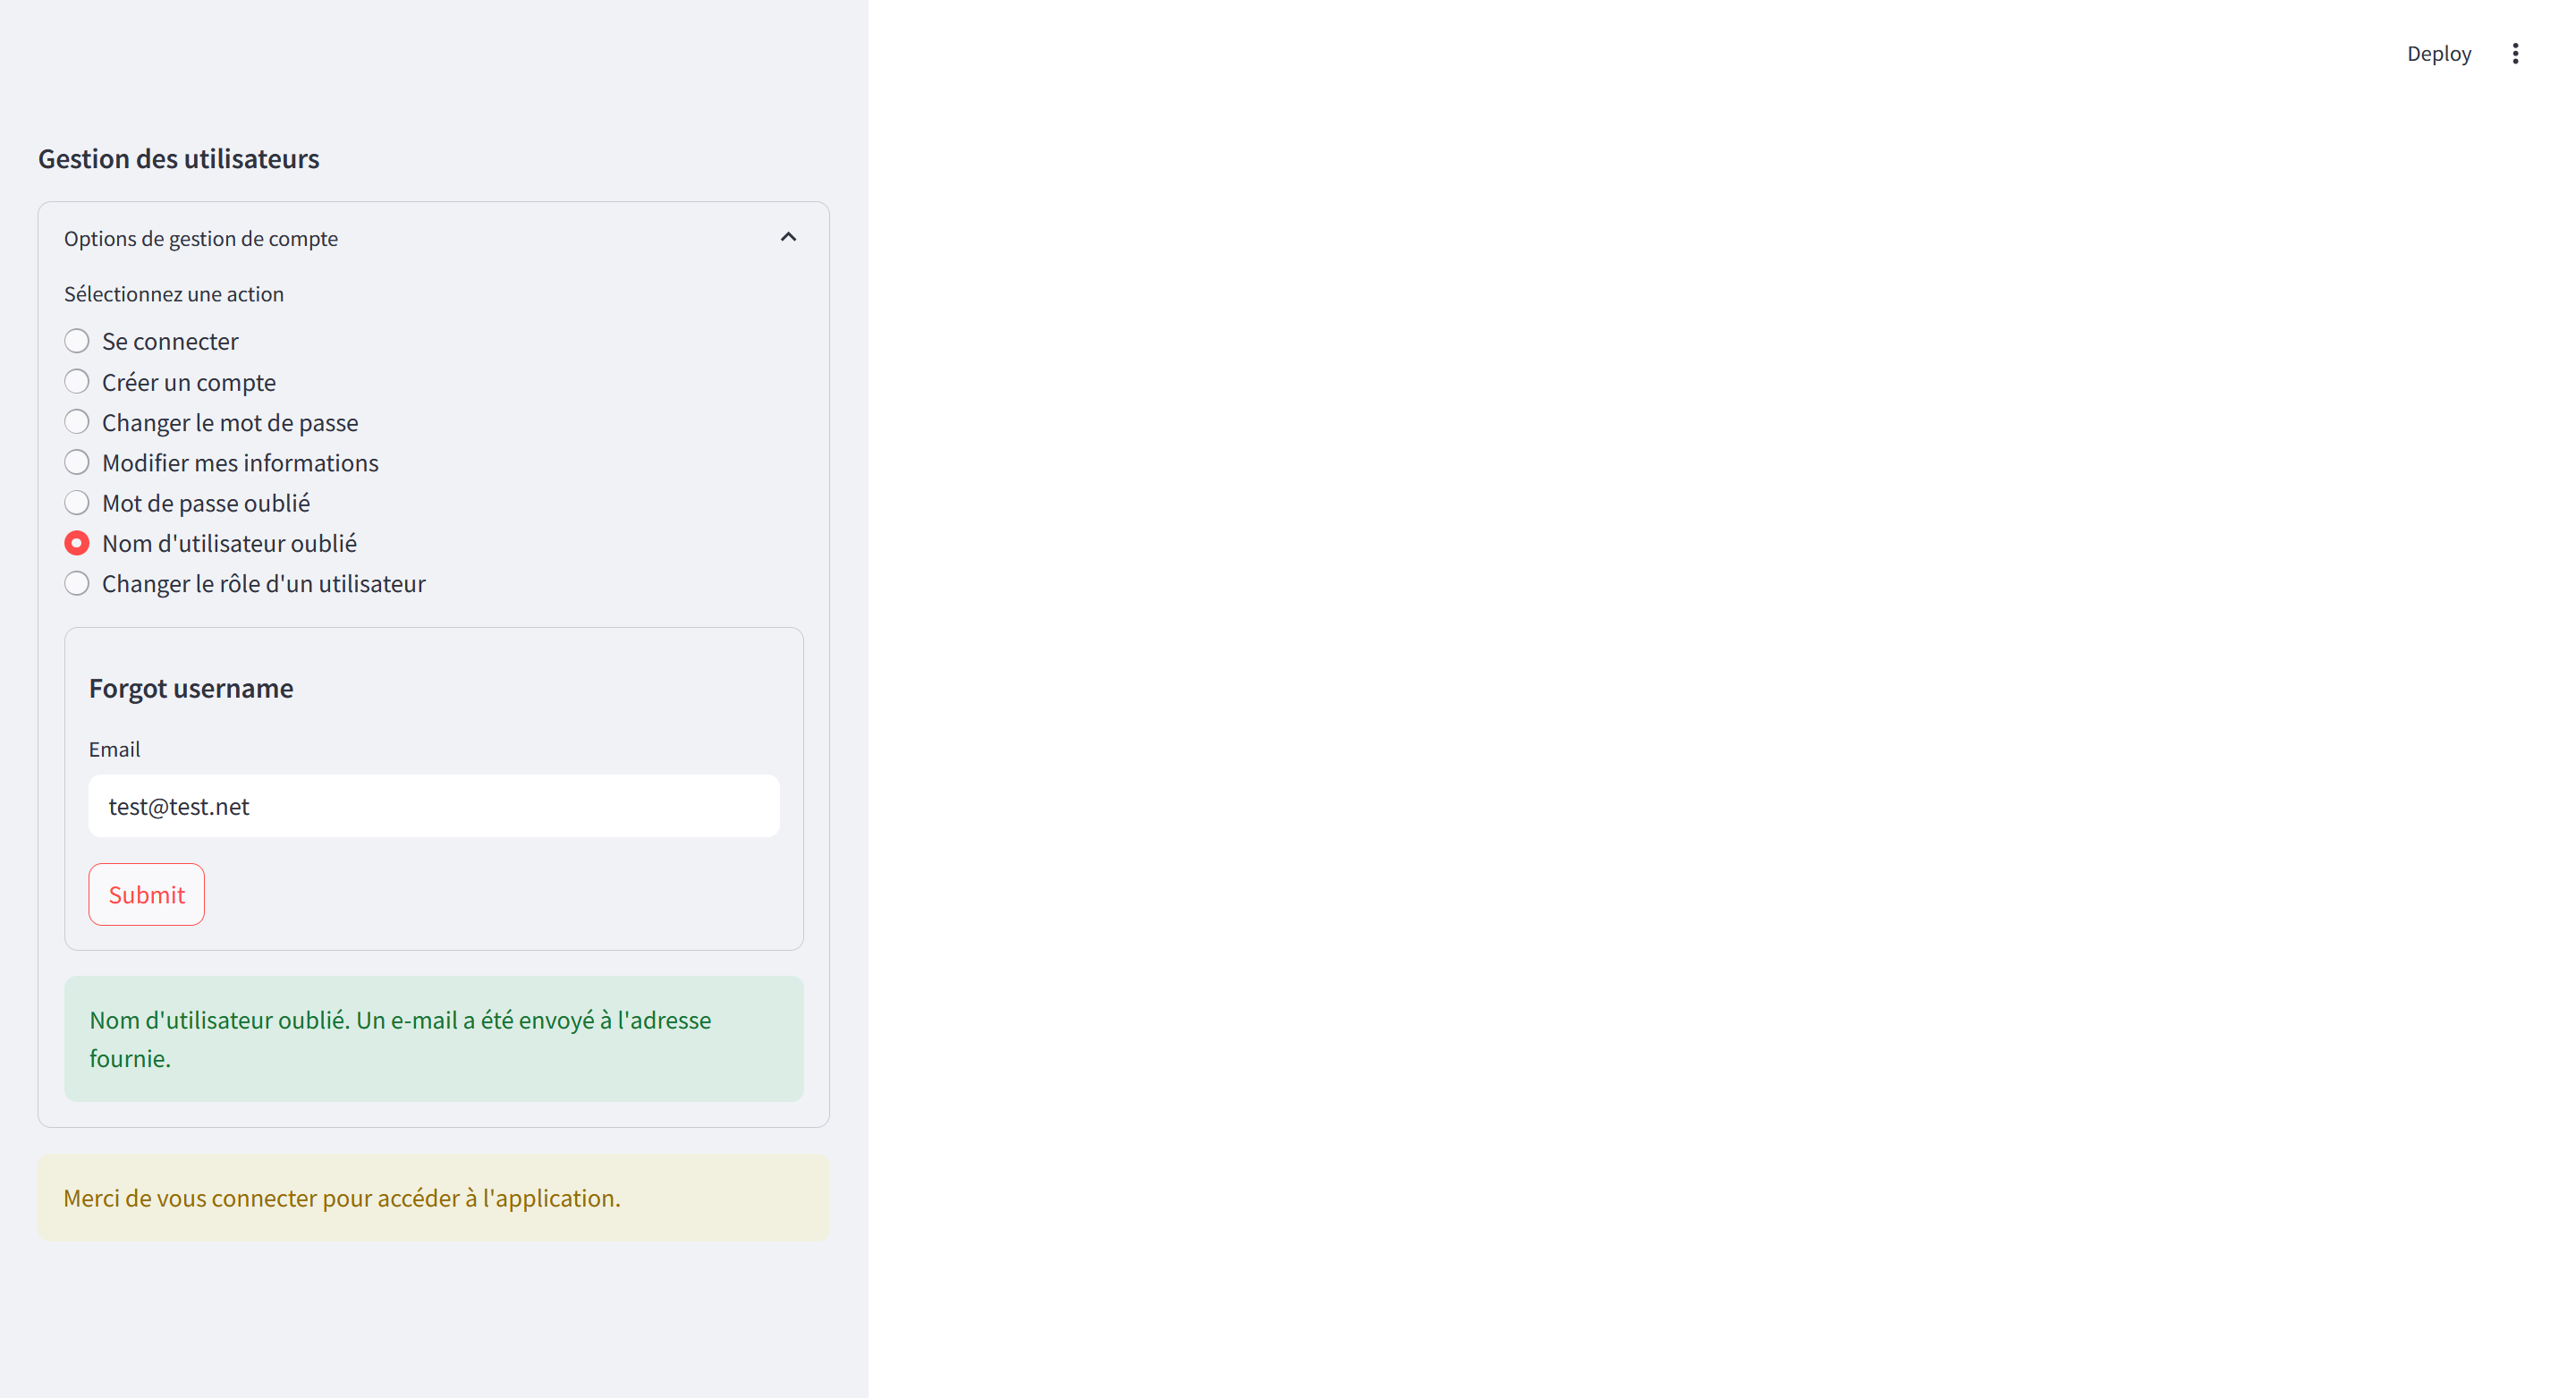 Deploy
Gestion des utilisateurs
Options de gestion de compte
Sélectionnez une action
Se connecter
Créer un compte
Changer le mot de passe
Modifier mes informations
Mot de passe oublié
Nom d'utilisateur oublié
Changer le rôle d'un utilisateur
Forgot username
Email
test@test.net
Submit
Nom d'utilisateur oublié. Un e-mail a été envoyé à l'adresse
fournie.
Merci de vous connecter pour accéder à l'application.